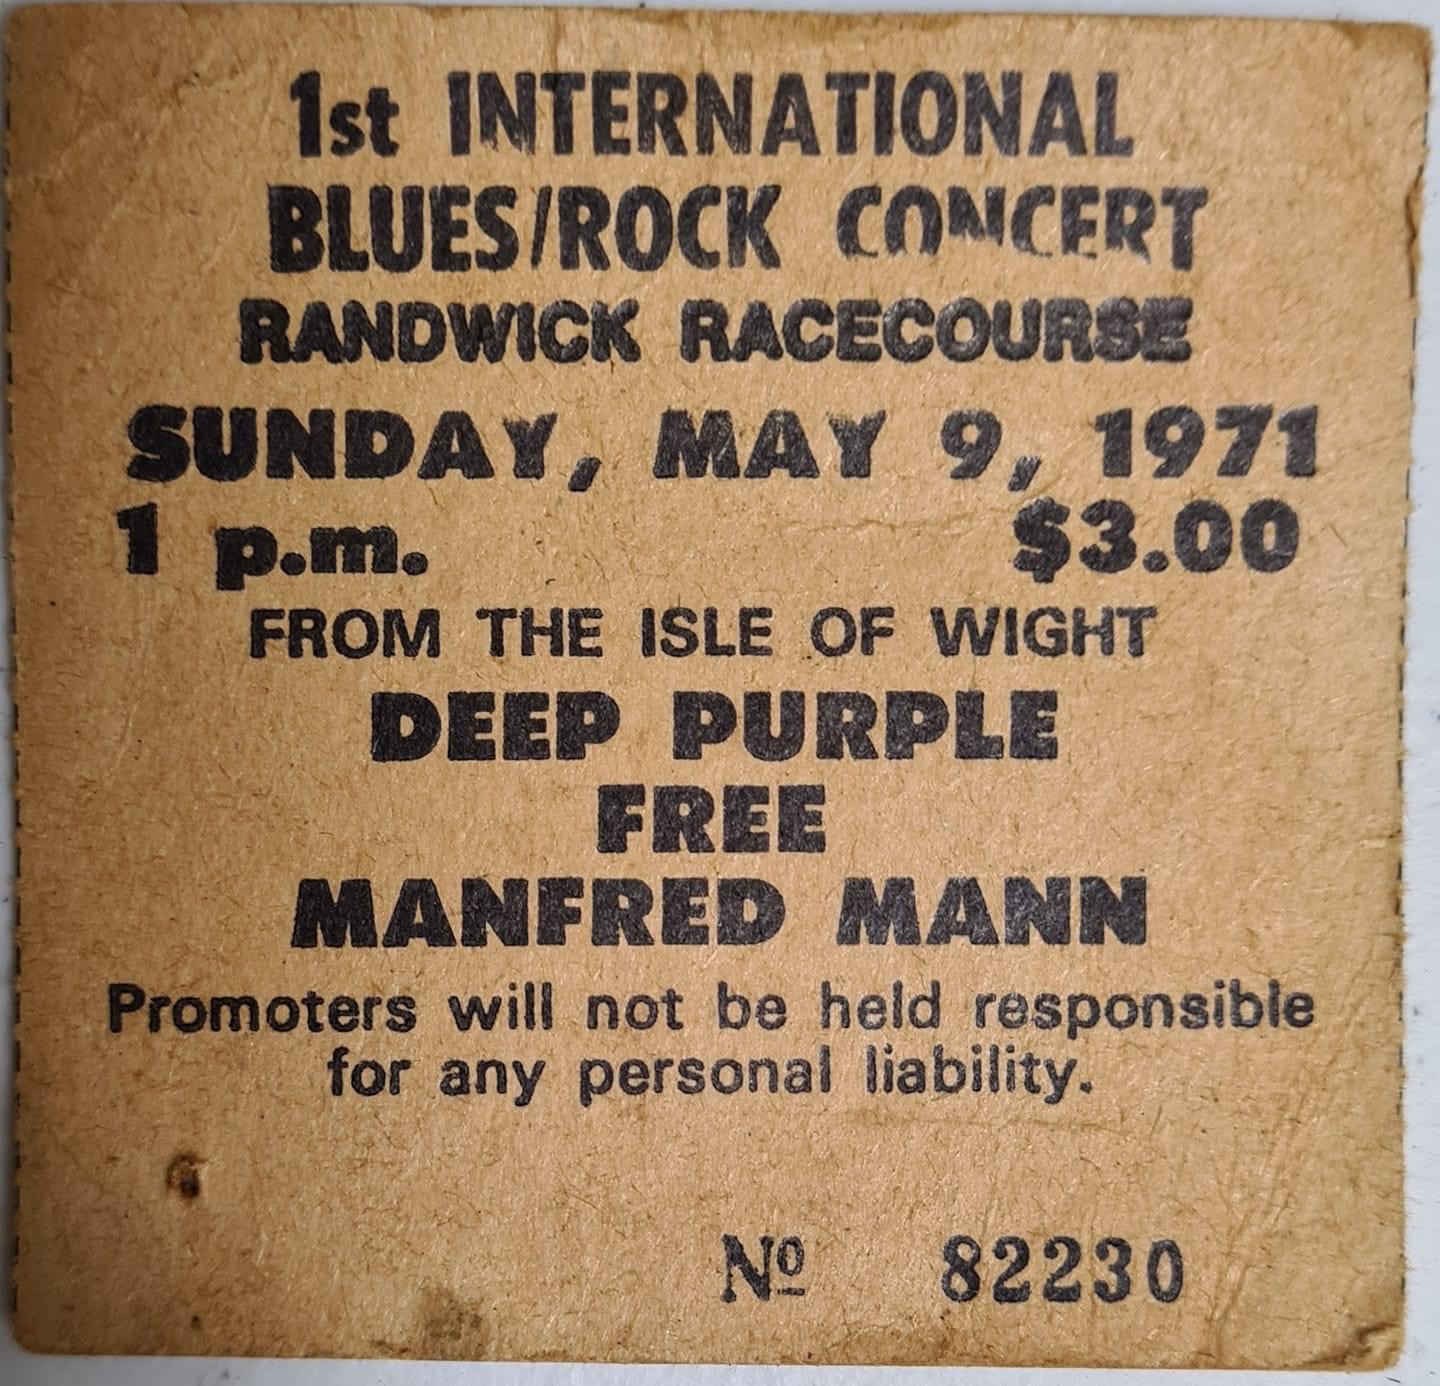 1st INTERNATIONAL
BLUES/ROCK CONCERT
RANDWICK RACECOURSE
SUNDAY, MAY 9, 1971
1 p.m. $3.00
FROM THE ISLE OF WIGHT
DEEP PURPLE
FREE
MANFRED MANN
Promoters will not be held responsible
for any personal liability.
Nº 82230